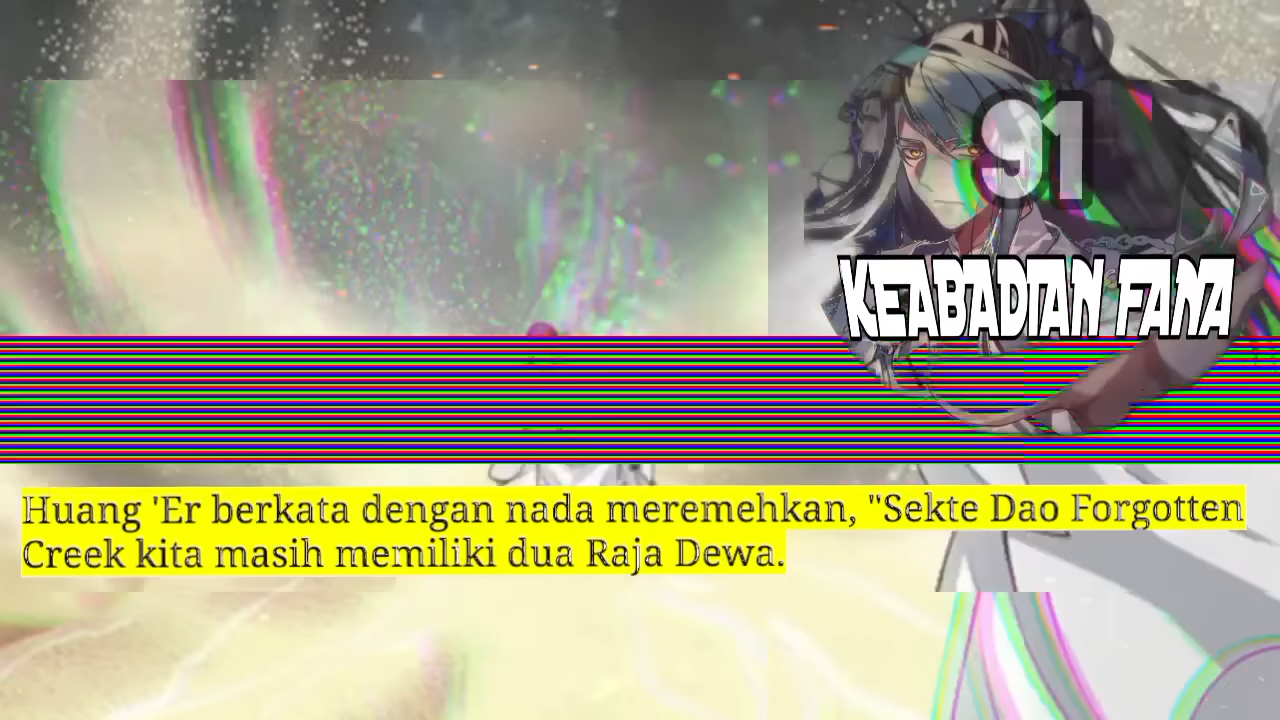 91
KEABADIAN FANA
Huang 'Er berkata dengan nada meremehkan, "Sekte Dao Forgotten
Creek kita masih memiliki dua Raja Dewa.